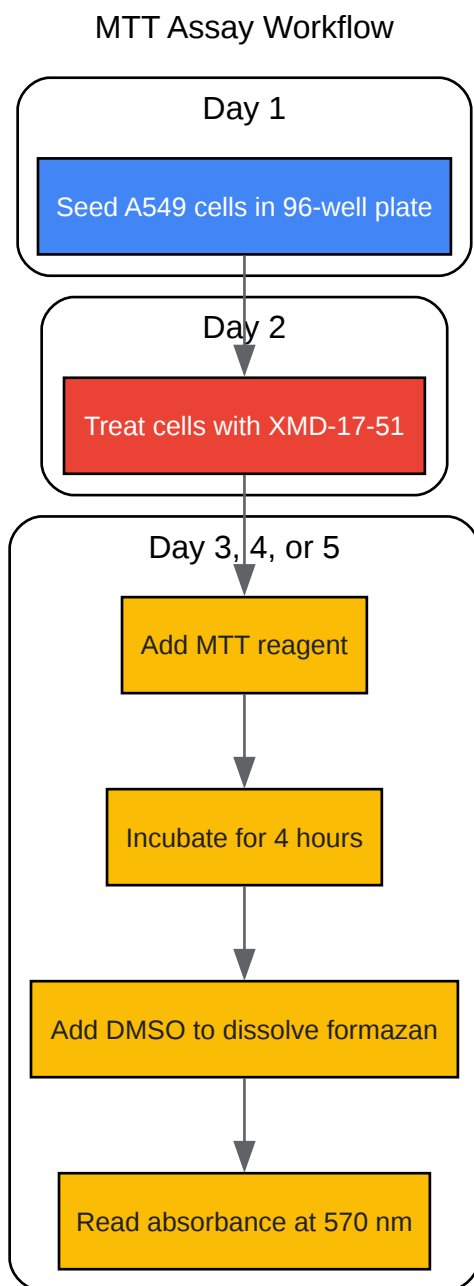 MTT Assay Workflow
Day 1
Seed A549 cells in 96-well plate
Day 2
Treat cells with XMD-17-51
Day 3, 4, or 5
Add MTT reagent
Incubate for 4 hours
Add DMSO to dissolve formazan
Read absorbance at 570 nm